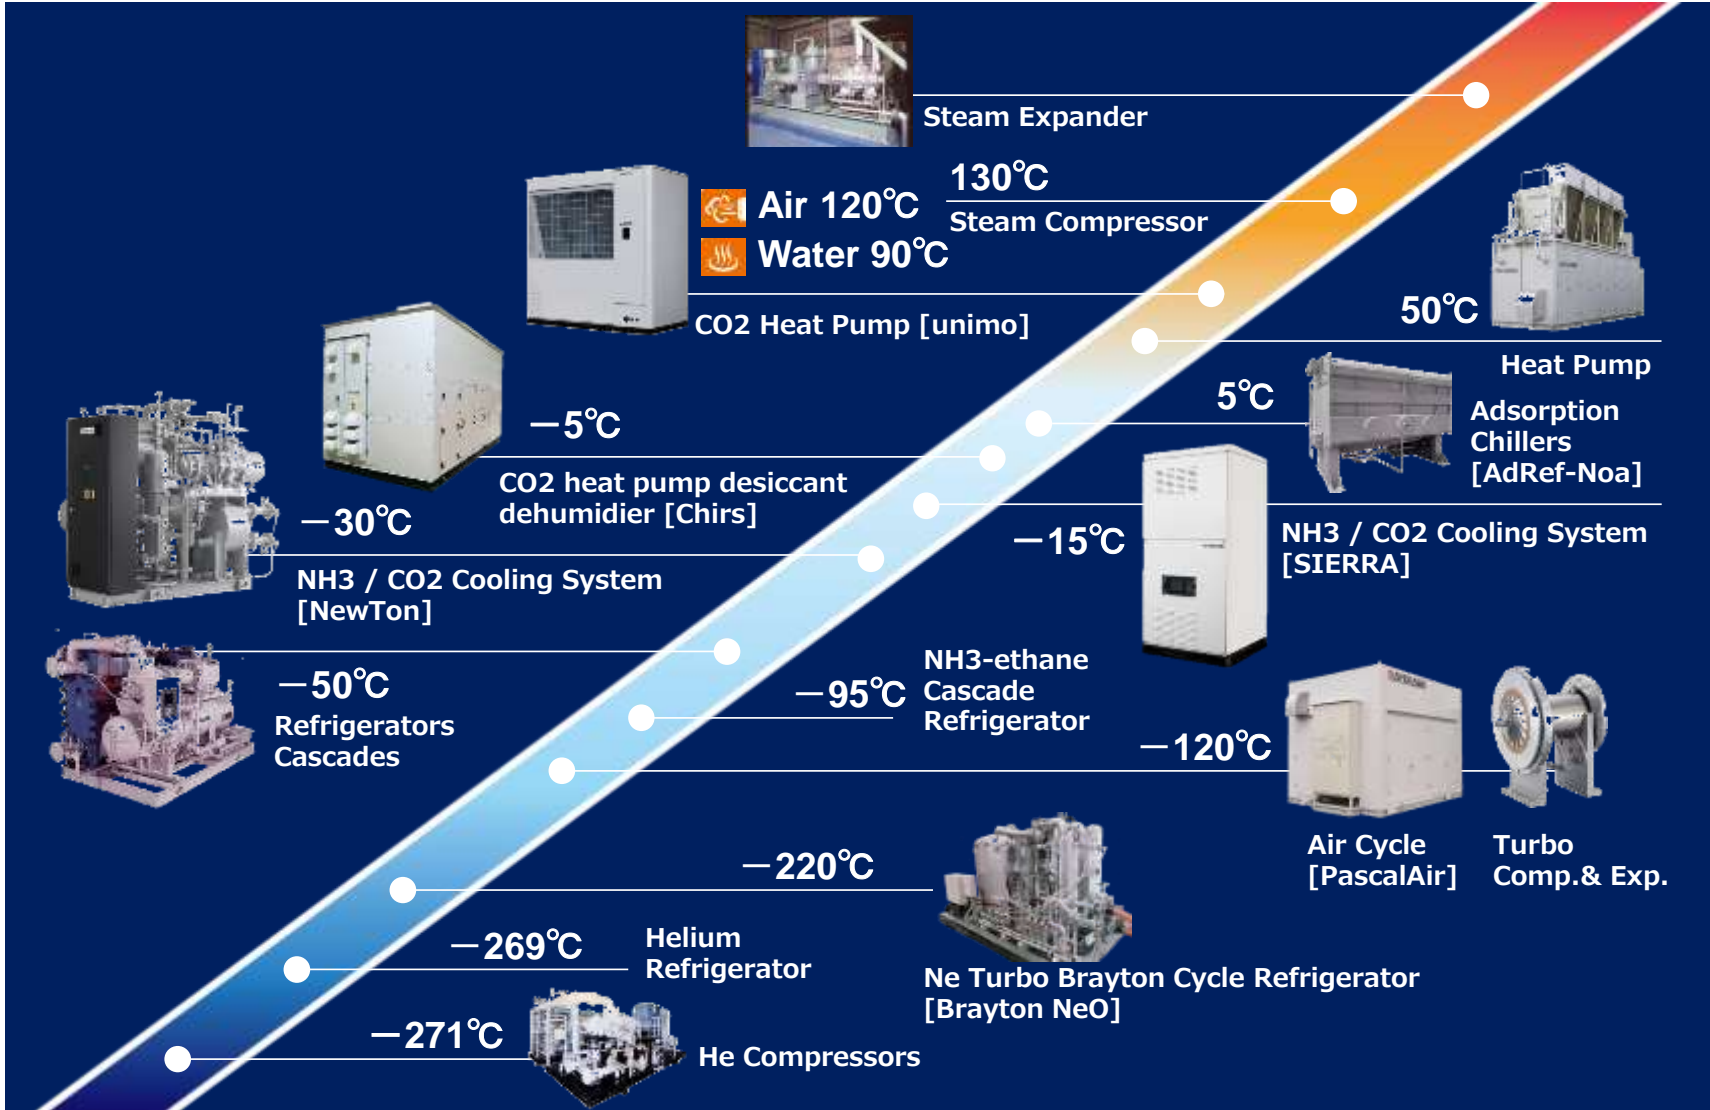 Steam Expander
130℃
Steam Compressor
Air 120℃
Water 90℃
CO2 Heat Pump [unimo]
50℃
Heat Pump
5℃
Adsorption
Chillers
[AdRef-Noa]
－5℃
CO2 heat pump desiccant
dehumidier [Chirs]
－15℃
NH3 / CO2 Cooling System
[SIERRA]
－30℃
NH3 / CO2 Cooling System
[NewTon]
－50℃
Refrigerators
Cascades
－95℃
NH3-ethane
Cascade
Refrigerator
－120℃
Air Cycle
[PascalAir]
Turbo
Comp.& Exp.
－220℃
Ne Turbo Brayton Cycle Refrigerator
[Brayton NeO]
－269℃
Helium
Refrigerator
－271℃
He Compressors